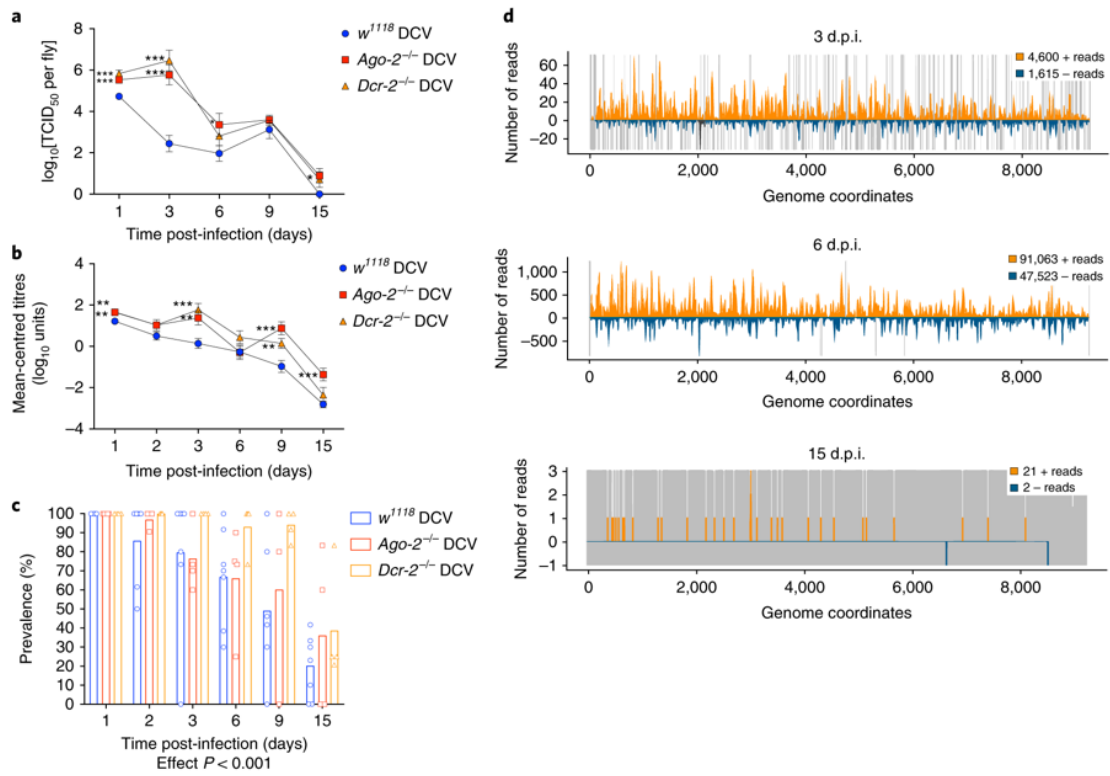 a
8
6
4
2
0
log10[TCID50 per fly]
***
***
***
***
*
*
1 3 6 9 15
Time post-infection (days)
w1118 DCV
Ago-2−/− DCV
Dcr-2−/− DCV
b
4
2
0
−2
−4
Mean-centred titres
(log10 units)
**
**
***
**
***
**
***
1 2 3 6 9 15
Time post-infection (days)
w1118 DCV
Ago-2−/− DCV
Dcr-2−/− DCV
c
100
90
80
70
60
50
40
30
20
10
0
Prevalence (%)
1 2 3 6 9 15
Time post-infection (days)
Effect P < 0.001
w1118 DCV
Ago-2−/− DCV
Dcr-2−/− DCV
d
3 d.p.i.
4,600 + reads
1,615 − reads
60
40
20
0
−20
Number of reads
0 2,000 4,000 6,000 8,000
Genome coordinates
6 d.p.i.
91,063 + reads
47,523 − reads
1,000
500
0
−500
Number of reads
0 2,000 4,000 6,000 8,000
Genome coordinates
15 d.p.i.
21 + reads
2 − reads
3
2
1
0
−1
Number of reads
0 2,000 4,000 6,000 8,000
Genome coordinates